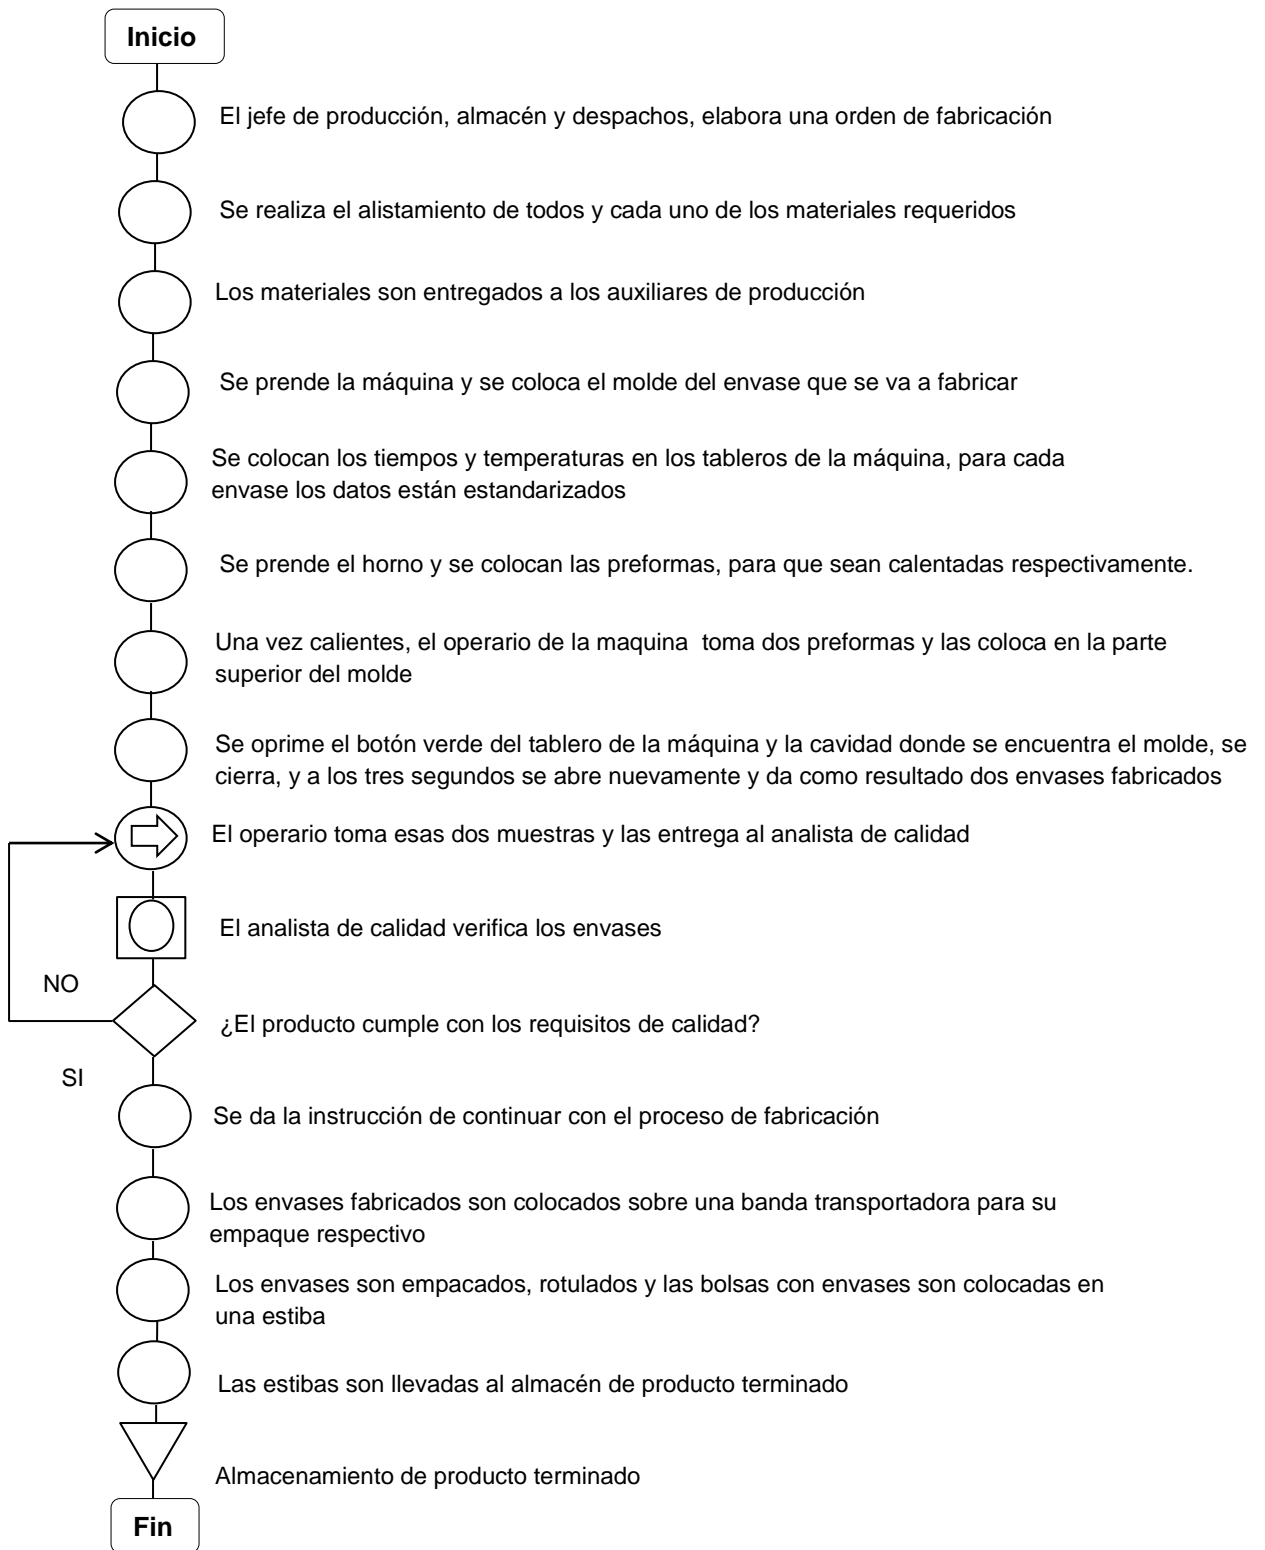 Inicio
El jefe de producción, almacén y despachos, elabora una orden de fabricación
Se realiza el alistamiento de todos y cada uno de los materiales requeridos
Los materiales son entregados a los auxiliares de producción
Se prende la máquina y se coloca el molde del envase que se va a fabricar
Se colocan los tiempos y temperaturas en los tableros de la máquina, para cada
envase los datos están estandarizados
Se prende el horno y se colocan las preformas, para que sean calentadas respectivamente.
Una vez calientes, el operario de la maquina toma dos preformas y las coloca en la parte
superior del molde
Se oprime el botón verde del tablero de la máquina y la cavidad donde se encuentra el molde, se
cierra, y a los tres segundos se abre nuevamente y da como resultado dos envases fabricados
El operario toma esas dos muestras y las entrega al analista de calidad
El analista de calidad verifica los envases
NO
¿El producto cumple con los requisitos de calidad?
SI
Se da la instrucción de continuar con el proceso de fabricación
Los envases fabricados son colocados sobre una banda transportadora para su
empaque respectivo
Los envases son empacados, rotulados y las bolsas con envases son colocadas en
una estiba
Las estibas son llevadas al almacén de producto terminado
Almacenamiento de producto terminado
Fin